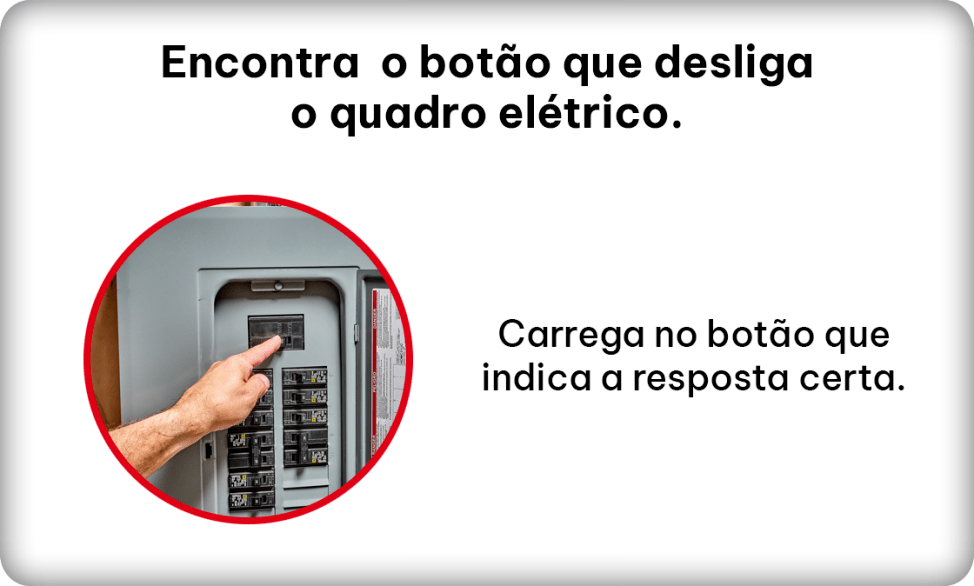 Encontra o botão que desliga
o quadro elétrico.
Carrega no botão que
indica a resposta certa.